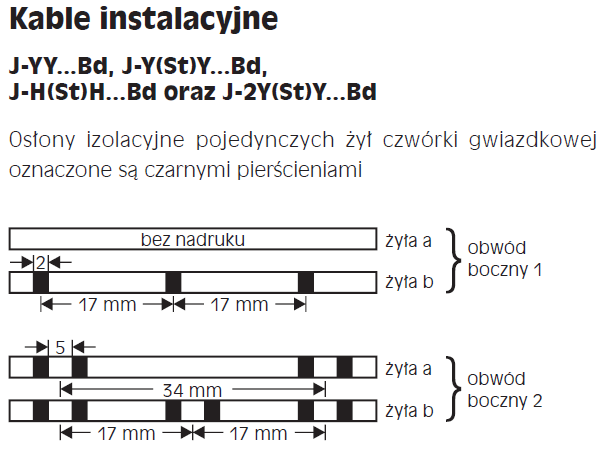 Kable instalacyjne
J-YY...Bd, J-Y(St)Y...Bd,
J-H(St)H...Bd oraz J-2Y(St)Y...Bd
Osłony izolacyjne pojedynczych żył czwórki gwiazdkowej
oznaczone są czarnymi pierścieniami
bez nadruku
żyła a
2
żyła b
obwód
boczny 1
17 mm
17 mm
5
żyła a
34 mm
żyła b
obwód
boczny 2
17 mm
17 mm